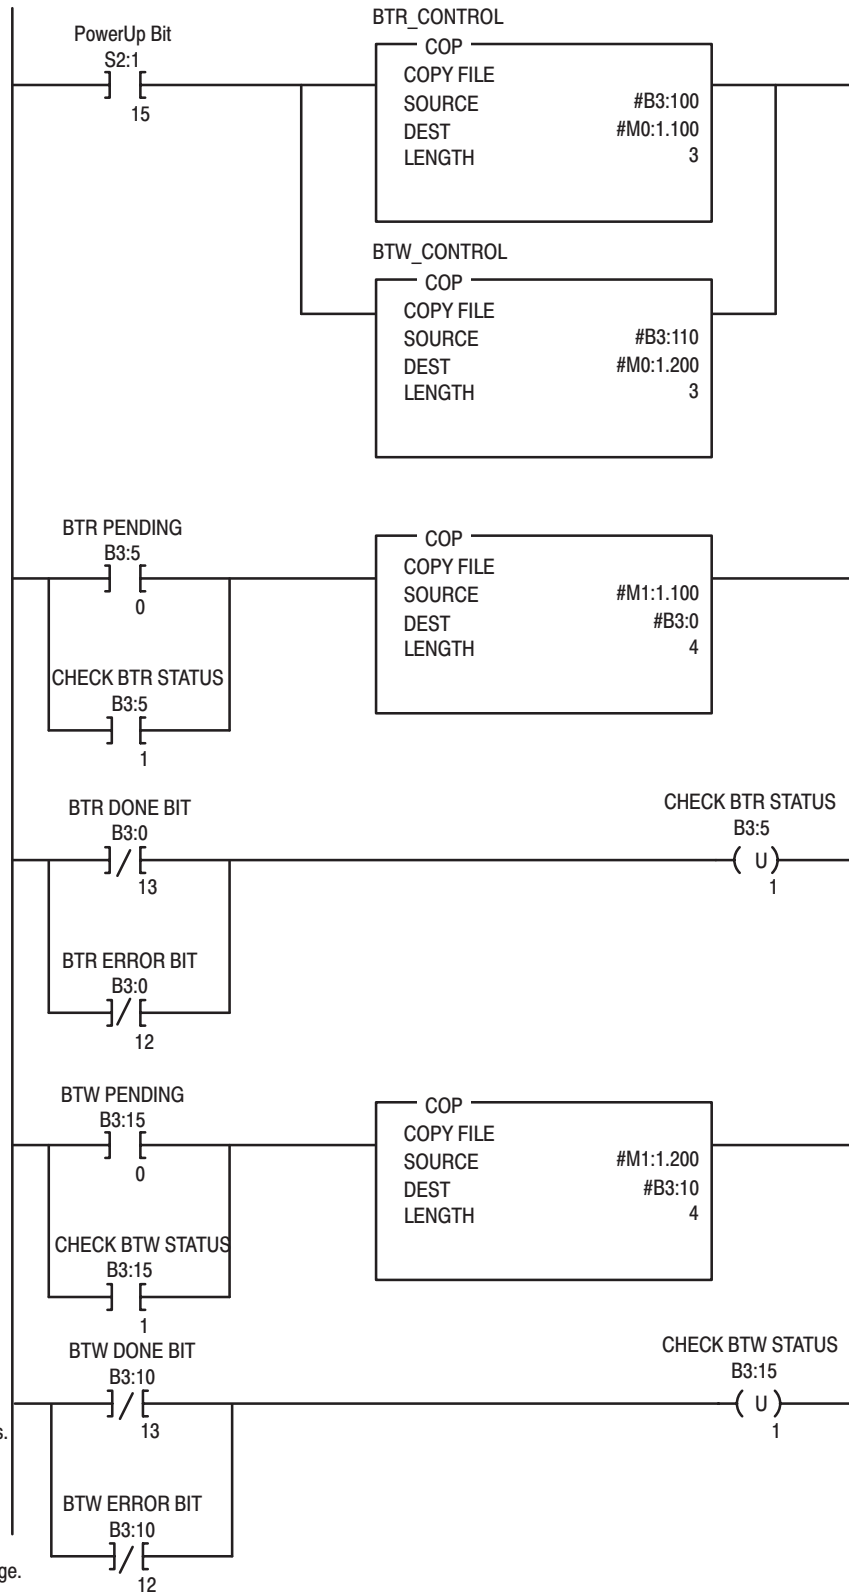 BTR_CONTROL
PowerUp Bit
S2:1
] [
15
COP
COPY FILE
SOURCE #B3:100
DEST #M0:1.100
LENGTH 3
BTW_CONTROL
COP
COPY FILE
SOURCE #B3:110
DEST #M0:1.200
LENGTH 3
BTR PENDING
B3:5
] [
0
COP
COPY FILE
SOURCE #M1:1.100
DEST #B3:0
LENGTH 4
CHECK BTR STATUS
B3:5
] [
1
BTR DONE BIT
B3:0
]/[
13
CHECK BTR STATUS
B3:5
( U )
1
BTR ERROR BIT
B3:0
]/[
12
BTW PENDING
B3:15
] [
0
COP
COPY FILE
SOURCE #M1:1.200
DEST #B3:10
LENGTH 4
CHECK BTW STATUS
B3:15
] [
1
BTW DONE BIT
B3:10
]/[
13
CHECK BTW STATUS
B3:15
( U )
1
s.
BTW ERROR BIT
B3:10
]/[
12
ge.